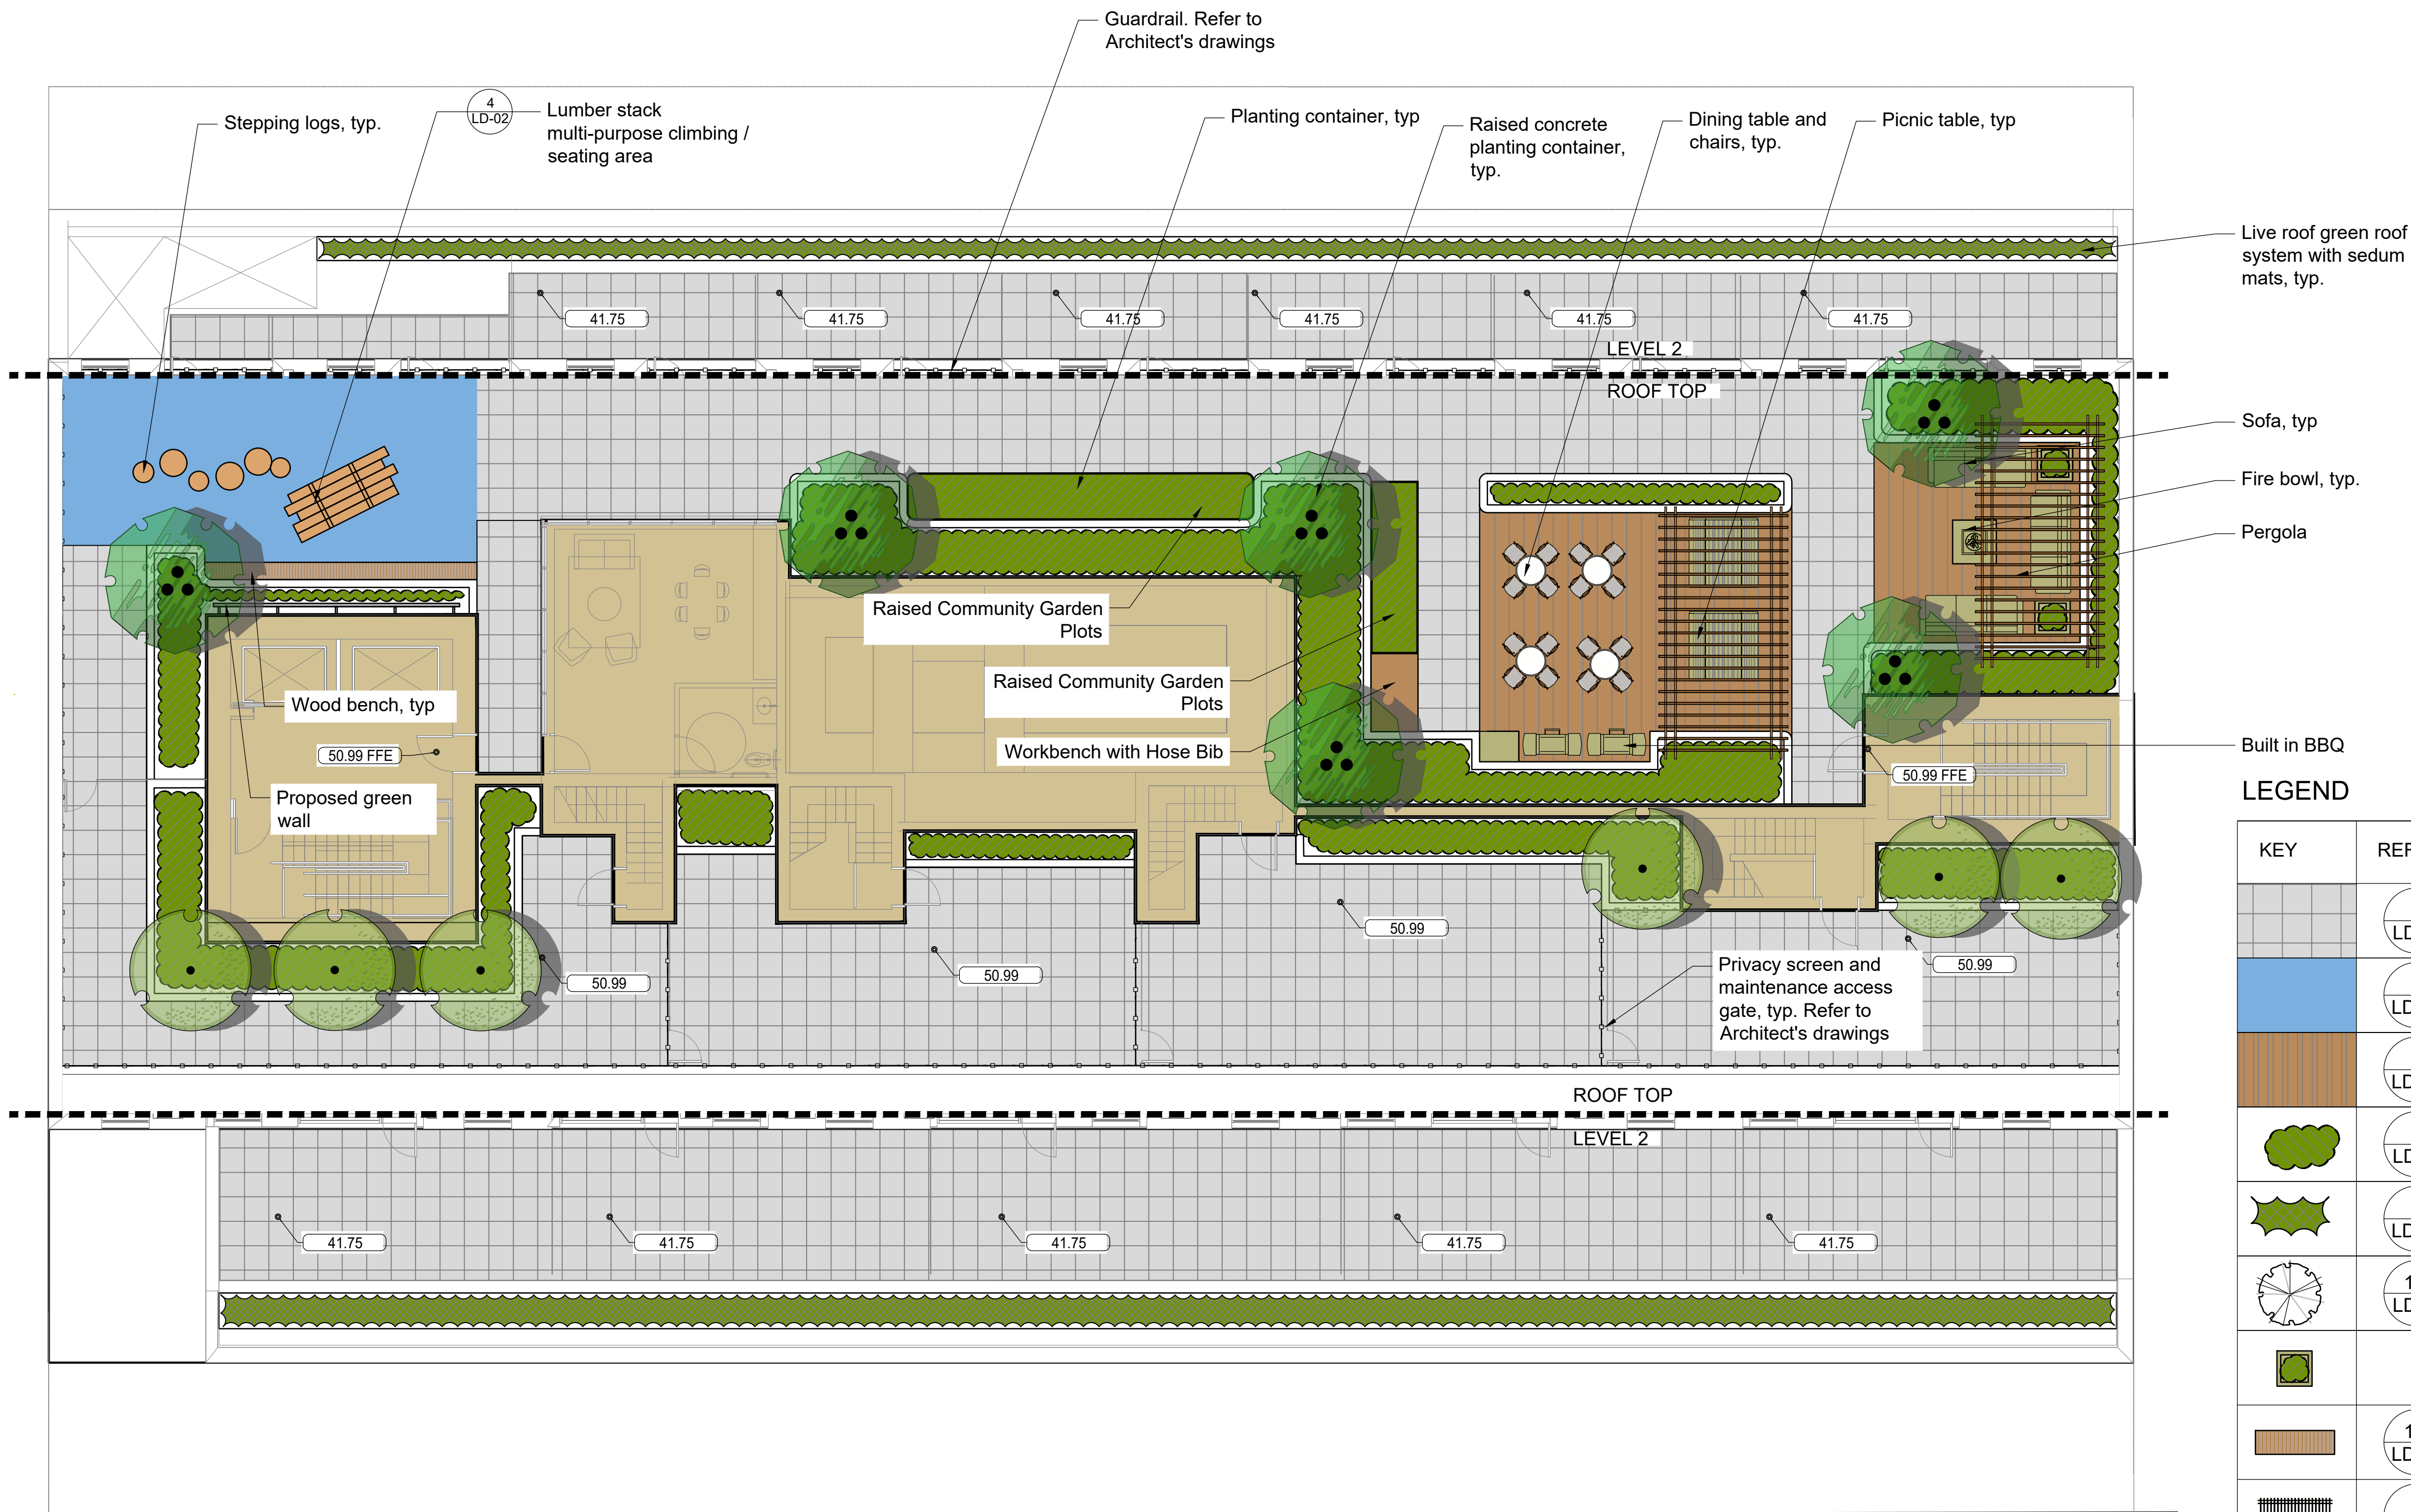 Guardrail. Refer to
Architect's drawings
4
LD-02
Lumber stack
multi-purpose climbing /
seating area
Stepping logs, typ.
Planting container, typ
Raised concrete
planting container,
typ.
Dining table and
chairs, typ.
Picnic table, typ
Live roof green roof
system with sedum
mats, typ.
41.75
41.75
41.75
41.75
41.75
41.75
LEVEL 2
ROOF TOP
Sofa, typ
Fire bowl, typ.
Pergola
Raised Community Garden
Plots
Raised Community Garden
Plots
Wood bench, typ
Workbench with Hose Bib
Built in BBQ
50.99 FFE
50.99 FFE
Proposed green
wall
LEGEND
KEY
50.99
50.99
50.99
50.99
Privacy screen and
maintenance access
gate, typ. Refer to
Architect's drawings
ROOF TOP
LEVEL 2
41.75
41.75
41.75
41.75
41.75